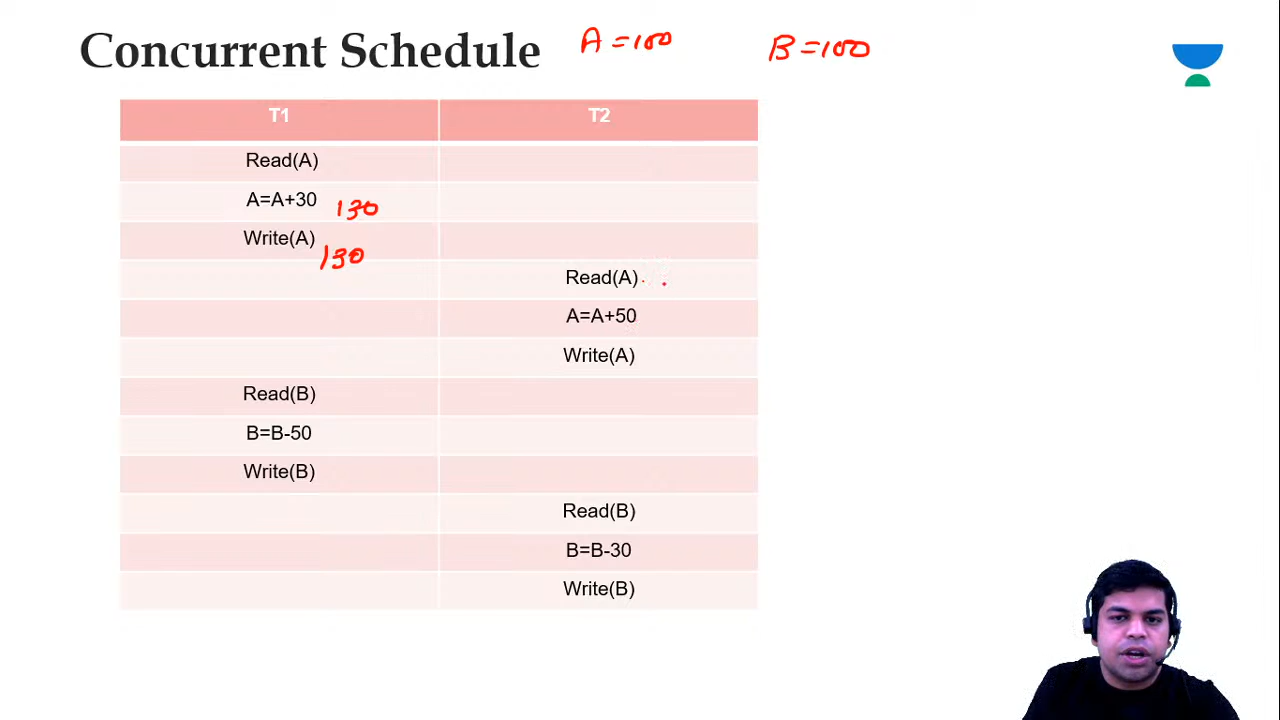 Concurrent Schedule A=100 B=100
T1 T2
Read(A)
A=A+30 130
Write(A) 130
Read(A)
A=A+50
Write(A)
Read(B)
B=B-50
Write(B)
Read(B)
B=B-30
Write(B)